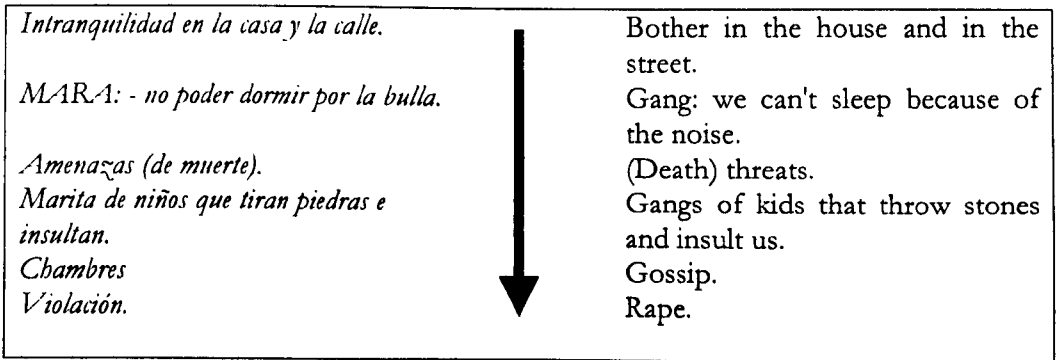 Intranquilidad en la casa y la calle.
MARA: - no poder dormir por la bulla.
Amenazas (de muerte).
Marita de niños que tiran piedras e
insultan.
Chambres
Violación.
Bother in the house and in the
street.
Gang: we can't sleep because of
the noise.
(Death) threats.
Gangs of kids that throw stones
and insult us.
Gossip.
Rape.